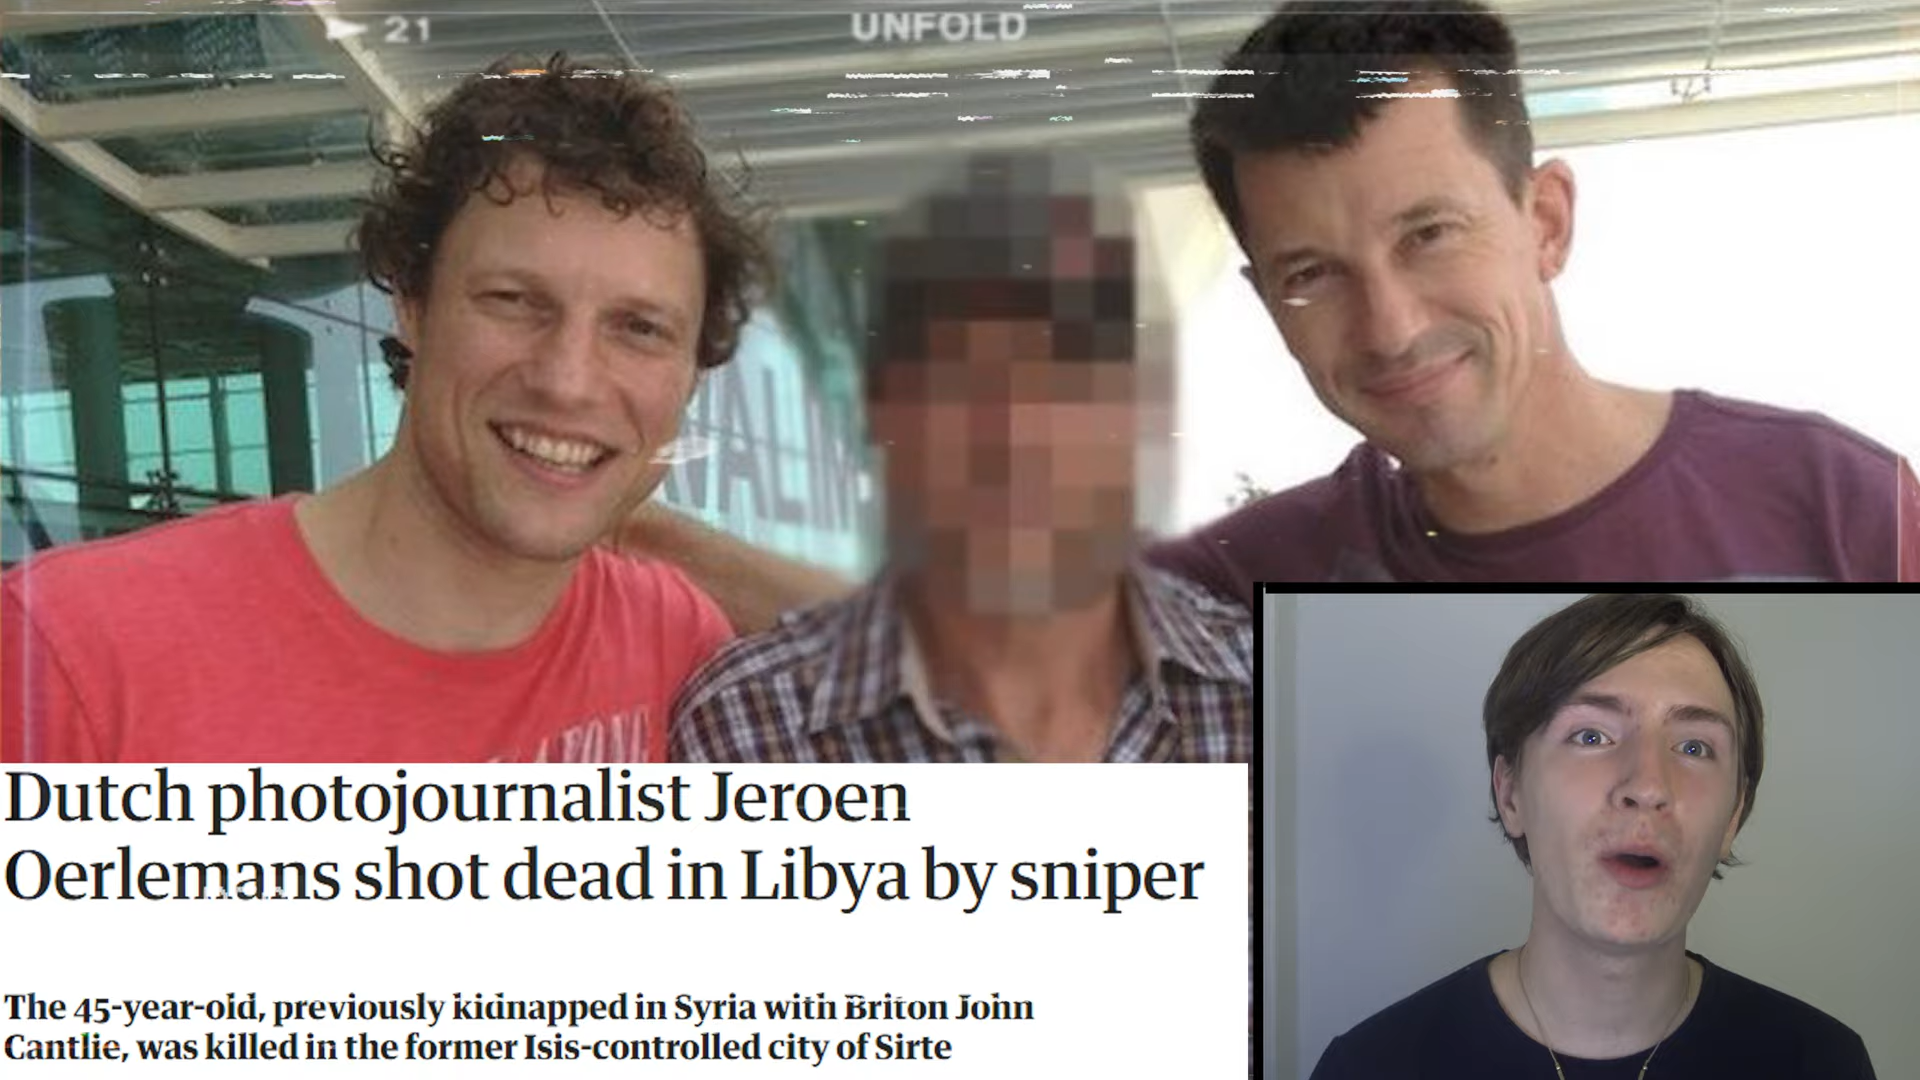 21
UNFOLD
Dutch photojournalist Jeroen
Oerlemans shot dead in Libya by sniper
The 45-year-old, previously kidnapped in Syria with Briton John
Cantlie, was killed in the former Isis-controlled city of Sirte